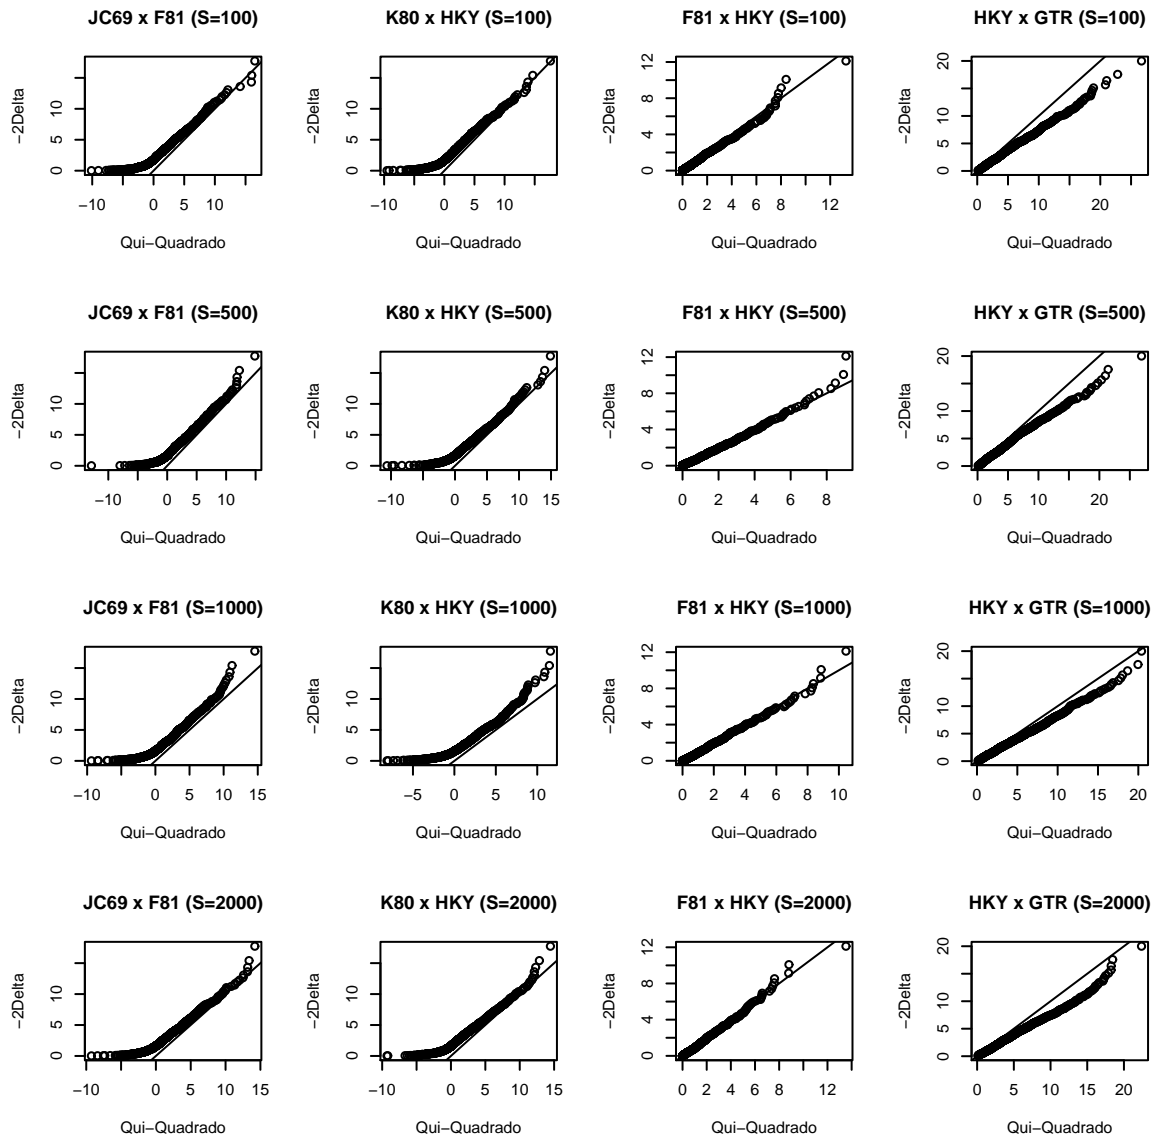 JC69 x F81 (S=100)
−2Delta
10
5
0
−10 0 5 10
Qui−Quadrado
K80 x HKY (S=100)
−2Delta
10
5
0
−10 0 5 10 15
Qui−Quadrado
F81 x HKY (S=100)
−2Delta
12
8
4
0
0 2 4 6 8 12
Qui−Quadrado
HKY x GTR (S=100)
−2Delta
20
10
5
0
0 5 10 20
Qui−Quadrado
JC69 x F81 (S=500)
−2Delta
10
5
0
−10 0 5 10
Qui−Quadrado
K80 x HKY (S=500)
−2Delta
10
5
0
−10 0 5 10 15
Qui−Quadrado
F81 x HKY (S=500)
−2Delta
12
8
4
0
0 2 4 6 8
Qui−Quadrado
HKY x GTR (S=500)
−2Delta
20
10
5
0
0 5 10 20
Qui−Quadrado
JC69 x F81 (S=1000)
−2Delta
10
5
0
−10 0 5 10 15
Qui−Quadrado
K80 x HKY (S=1000)
−2Delta
10
5
0
−5 0 5 10
Qui−Quadrado
F81 x HKY (S=1000)
−2Delta
12
8
4
0
0 2 4 6 8 10
Qui−Quadrado
HKY x GTR (S=1000)
−2Delta
20
10
5
0
0 5 10 15 20
Qui−Quadrado
JC69 x F81 (S=2000)
−2Delta
10
5
0
−10 0 5 10 15
Qui−Quadrado
K80 x HKY (S=2000)
−2Delta
10
5
0
−10 0 5 10 15
Qui−Quadrado
F81 x HKY (S=2000)
−2Delta
12
8
4
0
0 2 4 6 8 12
Qui−Quadrado
HKY x GTR (S=2000)
−2Delta
20
10
5
0
0 5 10 15 20
Qui−Quadrado